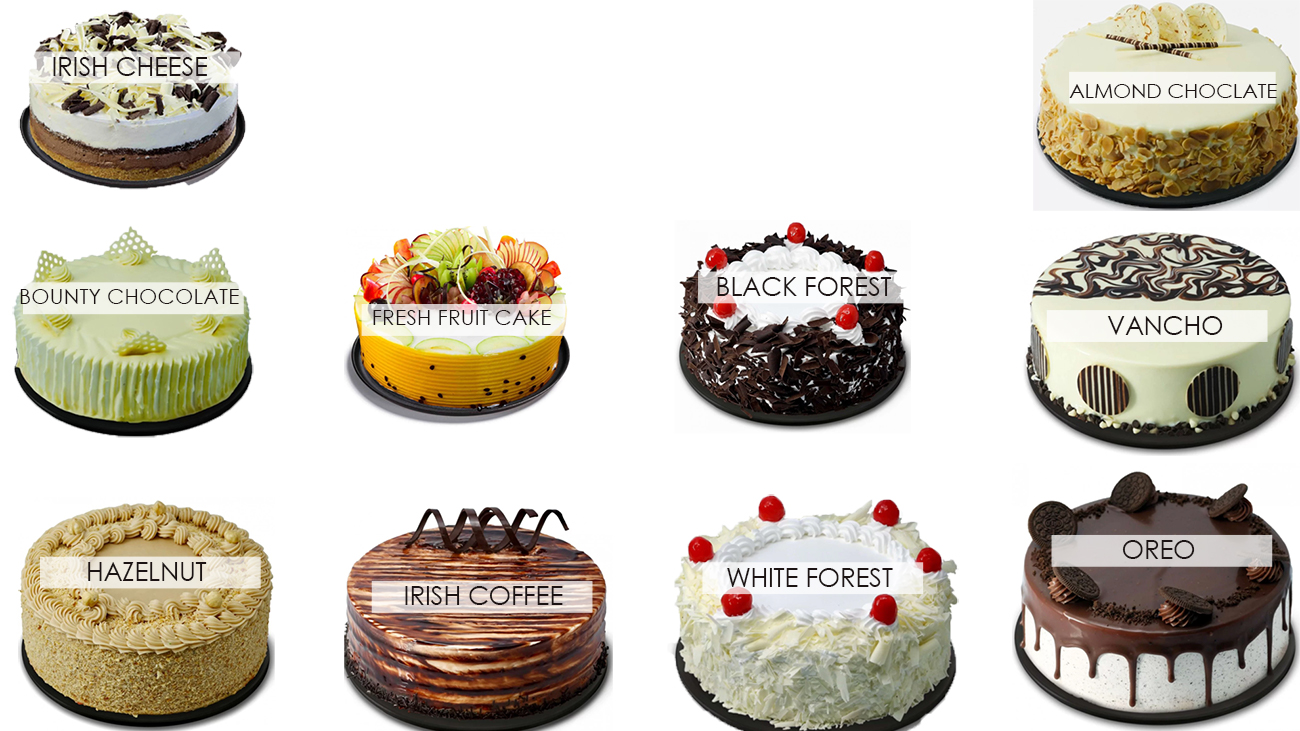 IRISH CHEESE
ALMOND CHOCLATE
BOUNTY CHOCOLATE
FRESH FRUIT CAKE
BLACK FOREST
VANCHO
HAZELNUT
IRISH COFFEE
WHITE FOREST
OREO